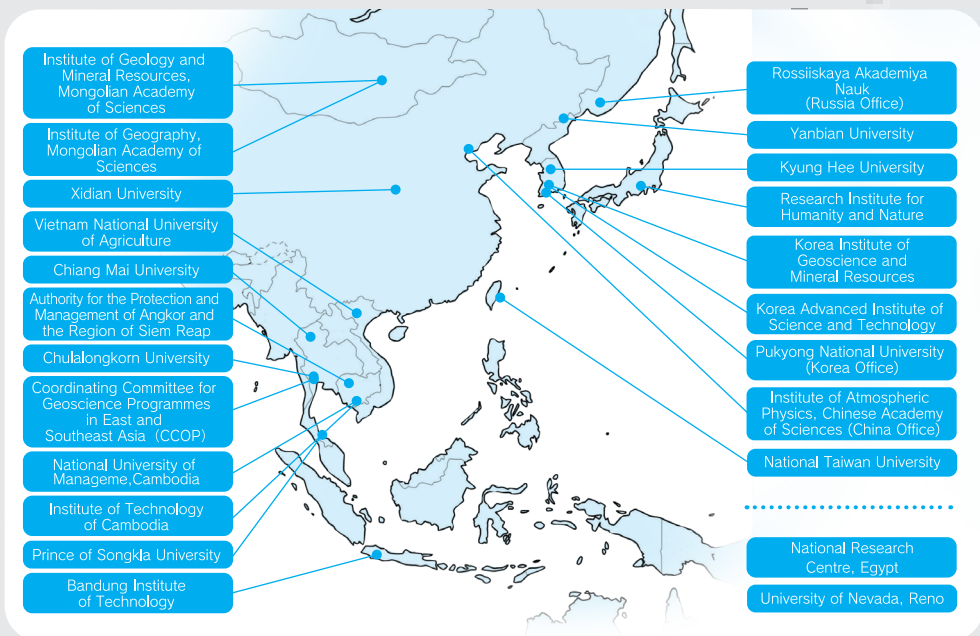 Institute of Geology and
Mineral Resources,
Mongolian Academy
of Sciences
Institute of Geography,
Mongolian Academy of
Sciences
Xidian University
Vietnam National University
of Agriculture
Chiang Mai University
Authority for the Protection and
Management of Angkor and
the Region of Siem Reap
Chulalongkorn University
Coordinating Committee for
Geoscience Programmes
in East and
Southeast Asia (CCOP)
National University of
Manageme,Cambodia
Institute of Technology
of Cambodia
Prince of Songkla University
Bandung Institute
of Technology
Rossiiskaya Akademiya
Nauk
(Russia Office)
Yanbian University
Kyung Hee University
Research Institute for
Humanity and Nature
Korea Institute of
Geoscience and
Mineral Resources
Korea Advanced Institute of
Science and Technology
Pukyong National University
(Korea Office)
Institute of Atmospheric
Physics, Chinese Academy
of Sciences (China Office)
National Taiwan University
National Research
Centre, Egypt
University of Nevada, Reno